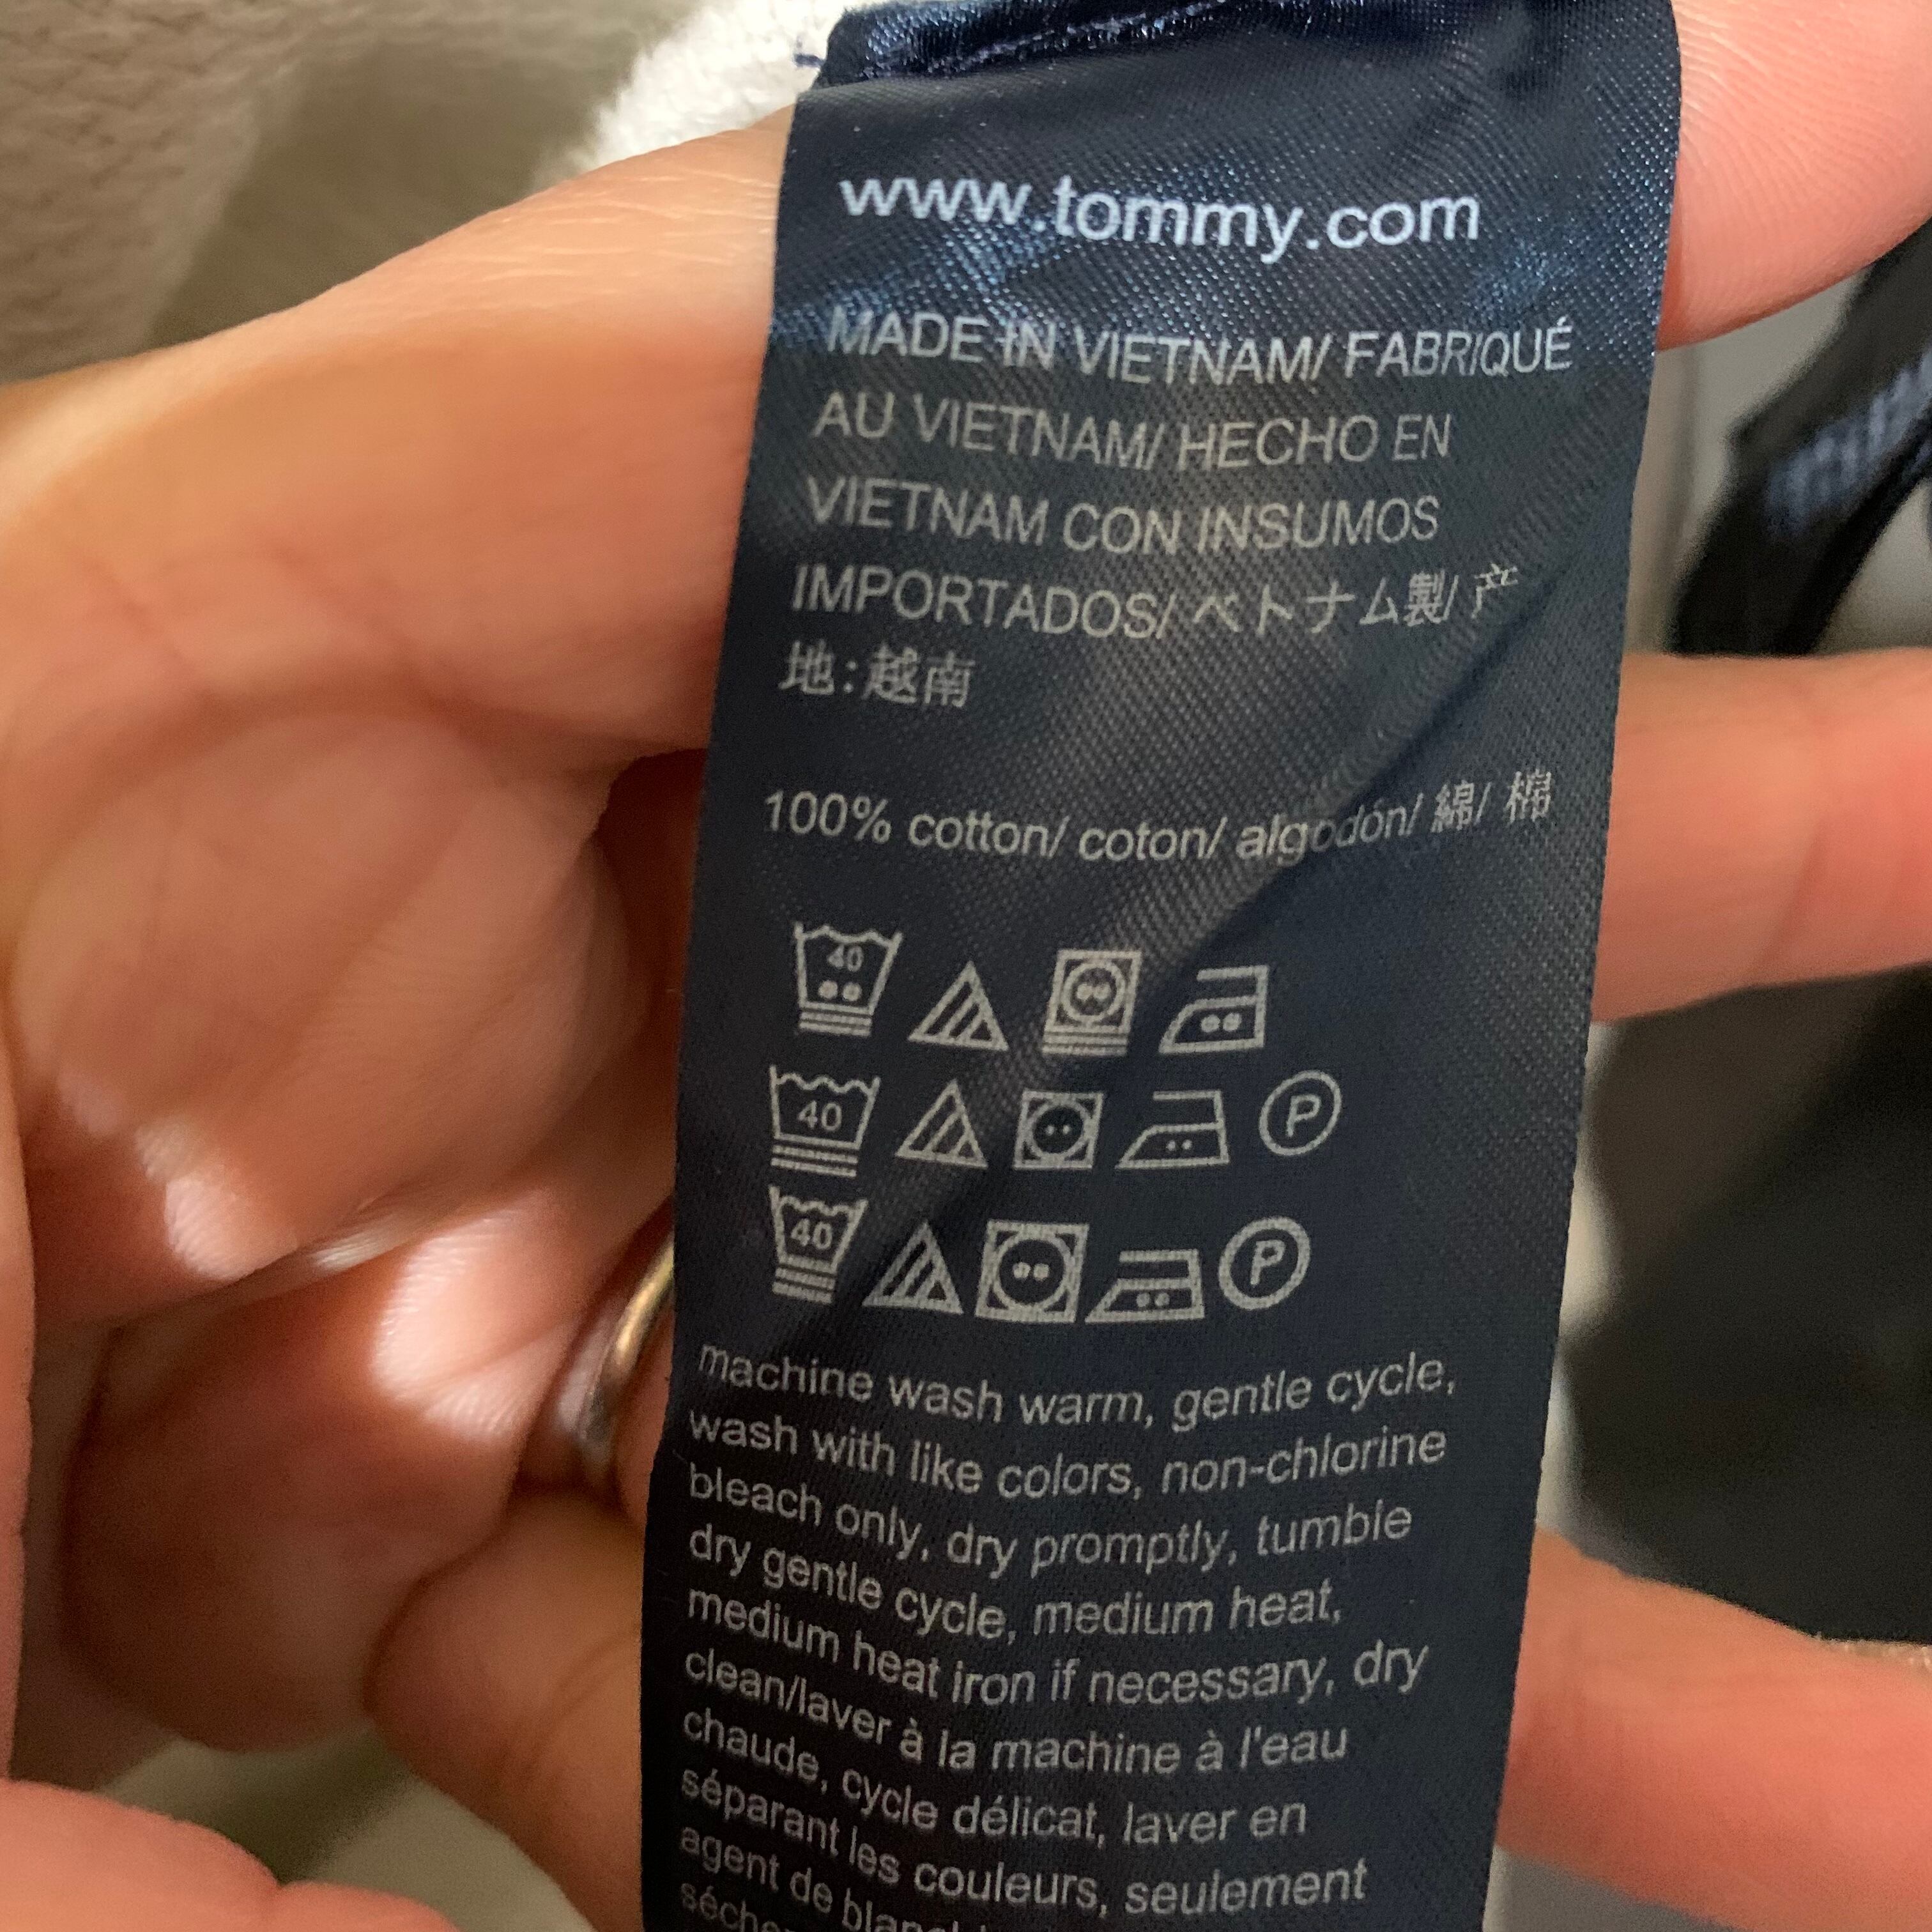 www.tommy.com
MADE IN VIETNAM/ FABRIQUÉ
AU VIETNAM/ HECHO EN
VIETNAM CON INSUMOS
IMPORTADOS/ ベトナム製/ 产
地:越南
100% cotton/ coton/ algodón/ 綿/ 棉
40
40 P
40 P
machine wash warm, gentle cycle,
wash with like colors, non-chlorine
bleach only, dry promptly, tumble
dry gentle cycle, medium heat,
medium heat iron if necessary, dry
clean/laver à la machine à l'eau
chaude, cycle délicat, laver en
séparant les couleurs, seulement
agent de